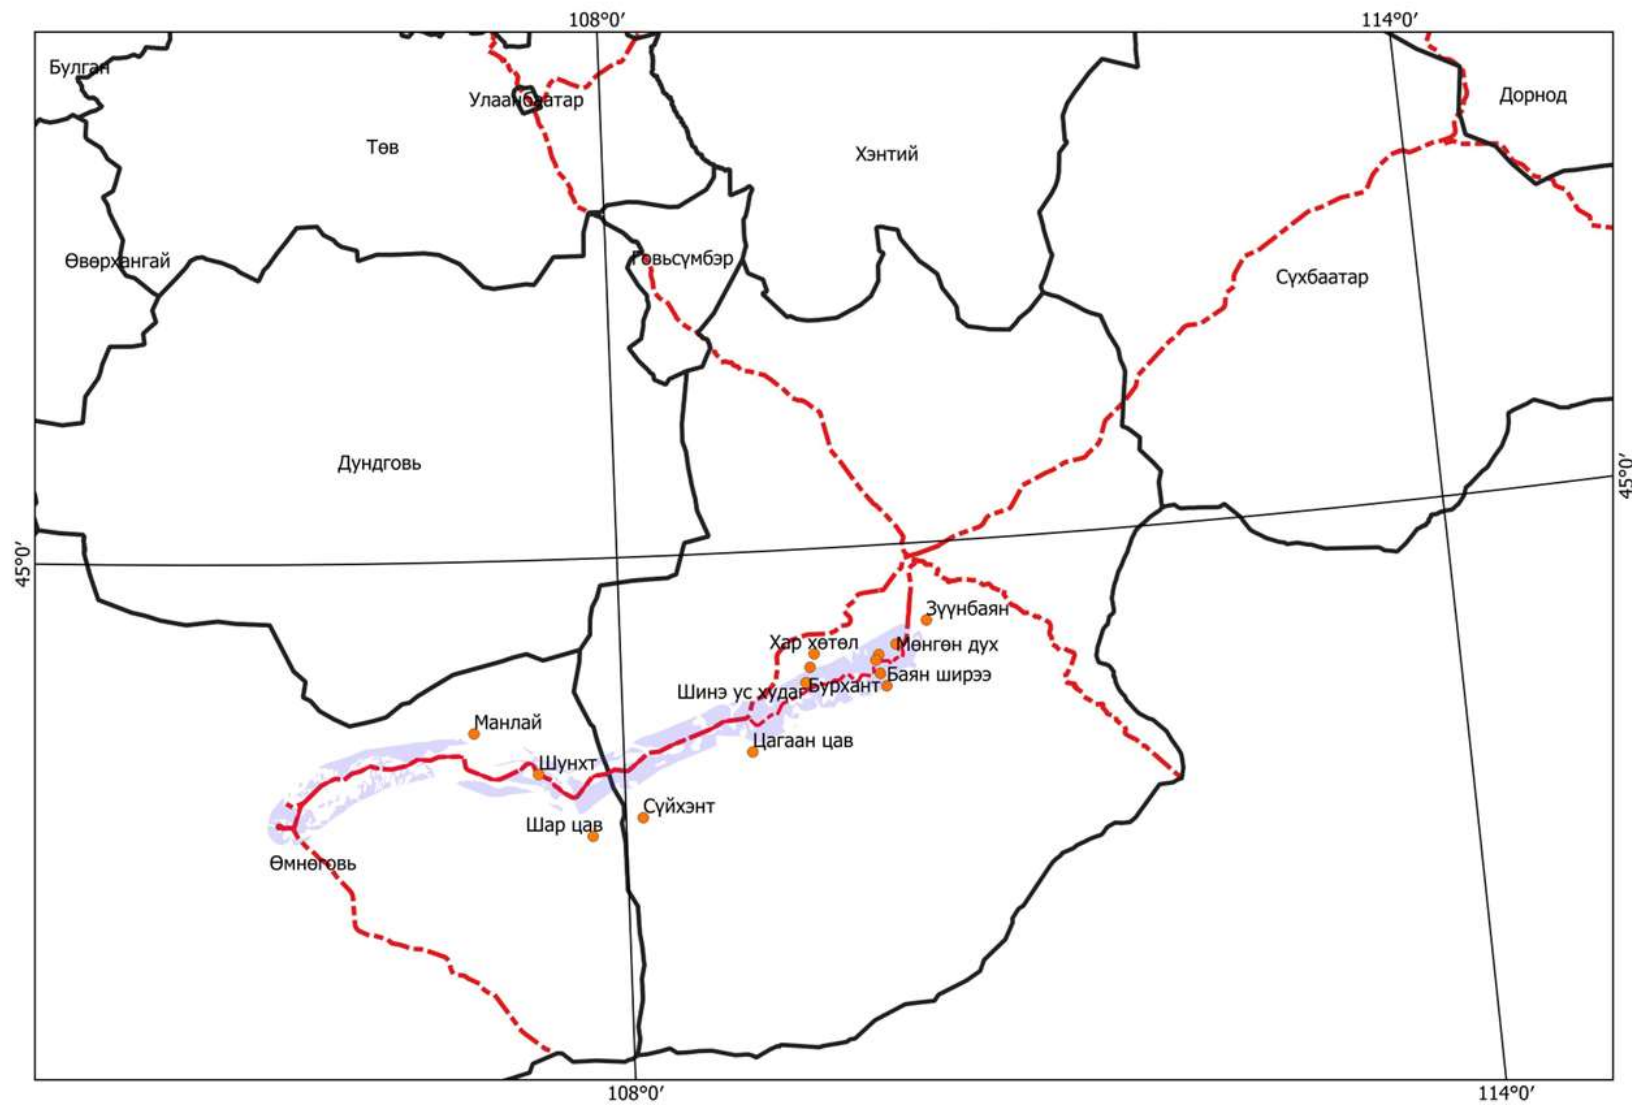 108°0'
114°0'
Булган
Дорнод
Улаанбаатар
Төв
Хэнтий
Өвөрхангай
Говьсүмбэр
Сүхбаатар
Дундговь
45°0'
45°0'
Зүүнбаян
Хар хөтөл
Мөнгөн дух
Баян ширээ
Шинэ ус худаг
Бурхант
Манлай
Цагаан цав
Шунхт
Сүйхэнт
Шар цав
Өмнөговь
108°0'
114°0'